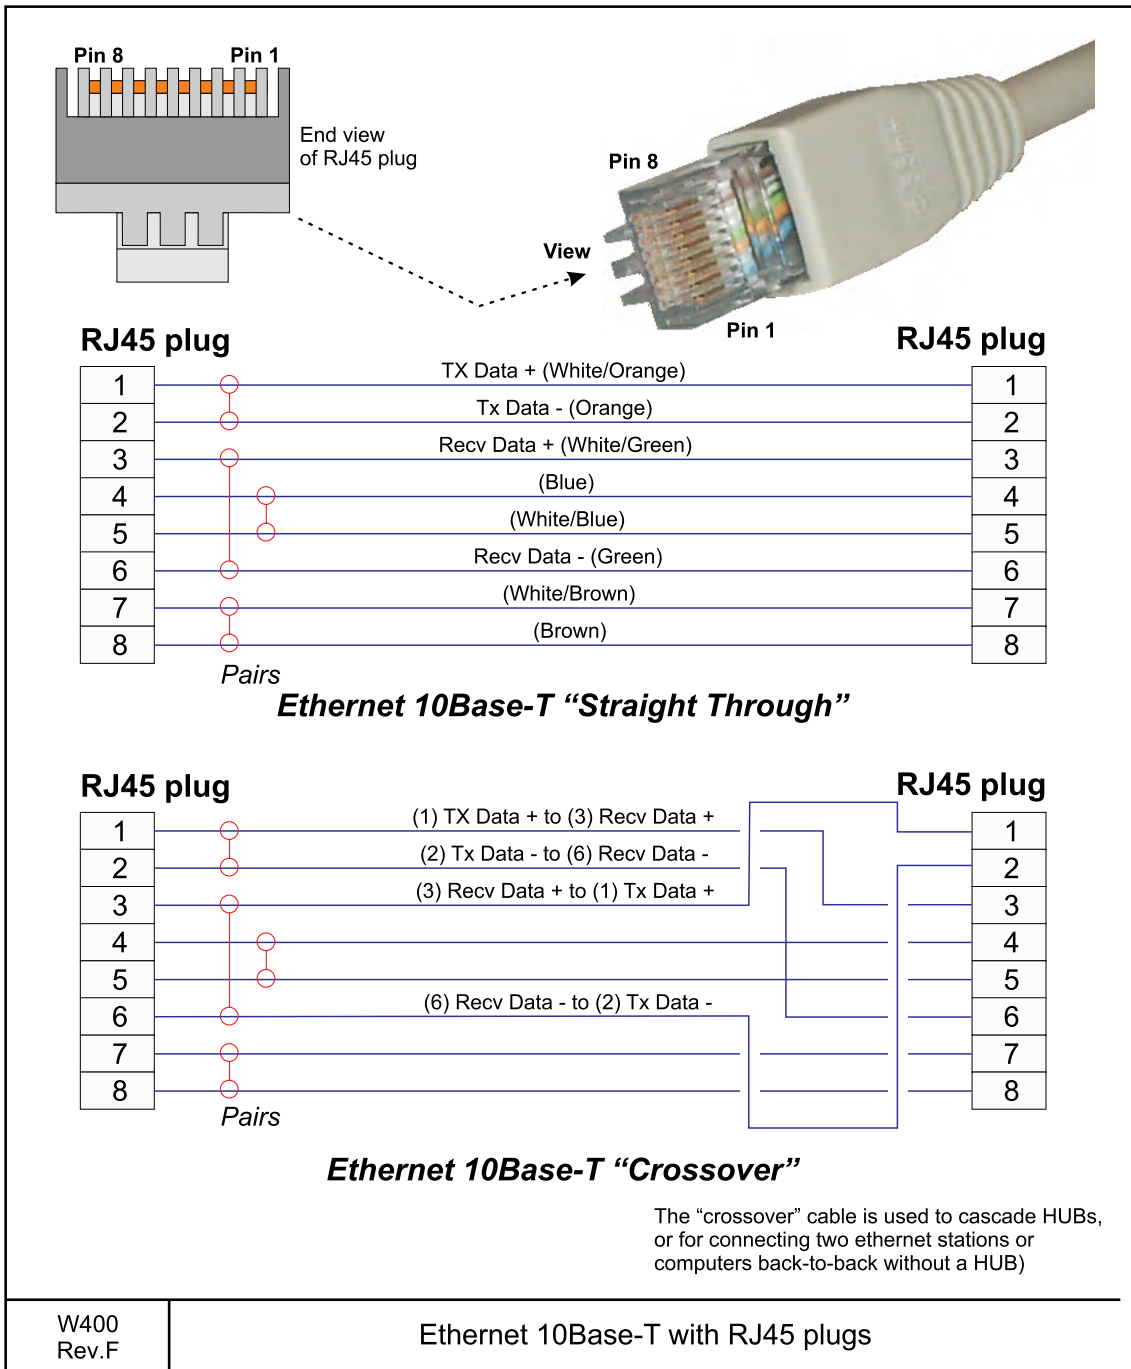 Pin 8
Pin 1
End view
of RJ45 plug
Pin 8
View
Pin 1
RJ45 plug
RJ45 plug
1
TX Data + (White/Orange)
1
2
Tx Data - (Orange)
2
3
Recv Data + (White/Green)
3
4
(Blue)
4
5
(White/Blue)
5
6
Recv Data - (Green)
6
7
(White/Brown)
7
8
(Brown)
8
Pairs
Ethernet 10Base-T “Straight Through”
RJ45 plug
RJ45 plug
1
(1) TX Data + to (3) Recv Data +
1
2
(2) Tx Data - to (6) Recv Data -
2
3
(3) Recv Data + to (1) Tx Data +
3
4
4
5
5
6
(6) Recv Data - to (2) Tx Data -
6
7
7
8
8
Pairs
Ethernet 10Base-T “Crossover”
The “crossover” cable is used to cascade HUBs,
or for connecting two ethernet stations or
computers back-to-back without a HUB)
W400
Rev.F
Ethernet 10Base-T with RJ45 plugs